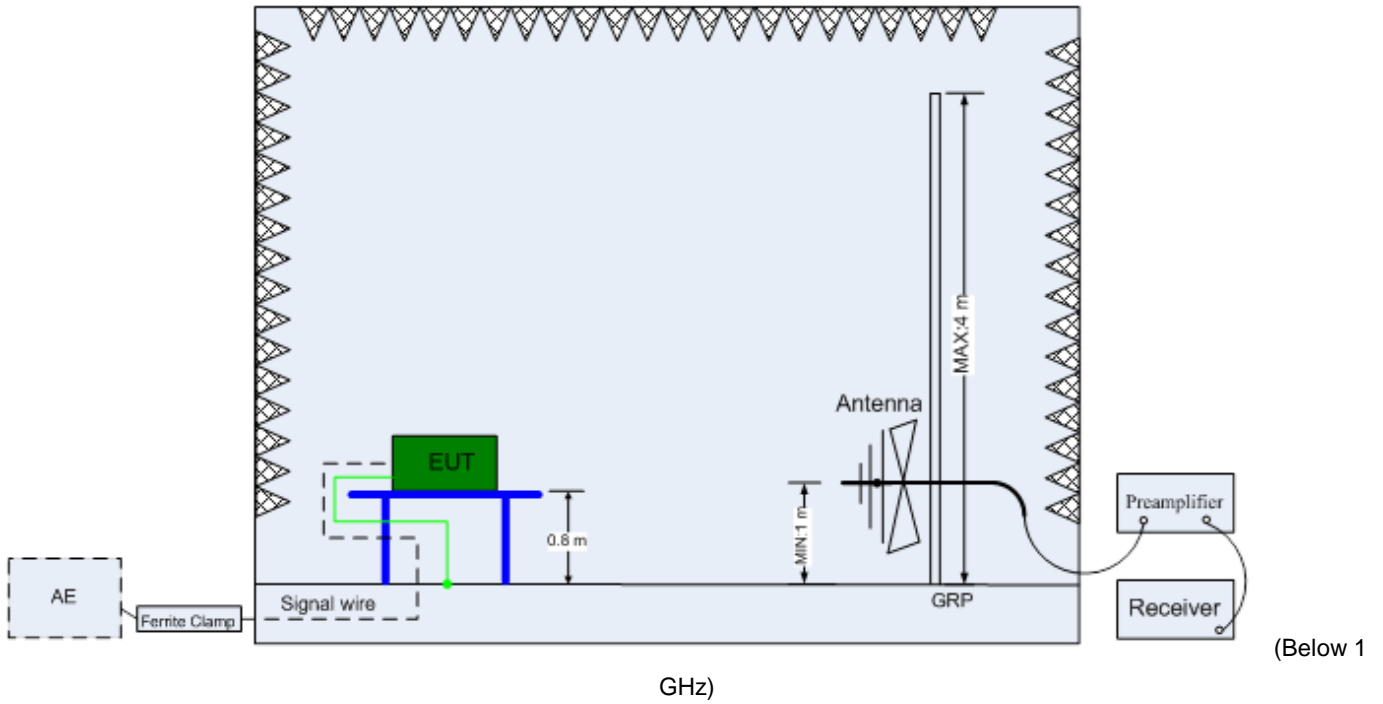 MAX:4 m
Antenna
EUT
Preamplifier
MIN:1 m
0.8 m
AE
Signal wire
GRP
Receiver
Ferrite Clamp
(Below 1
GHz)